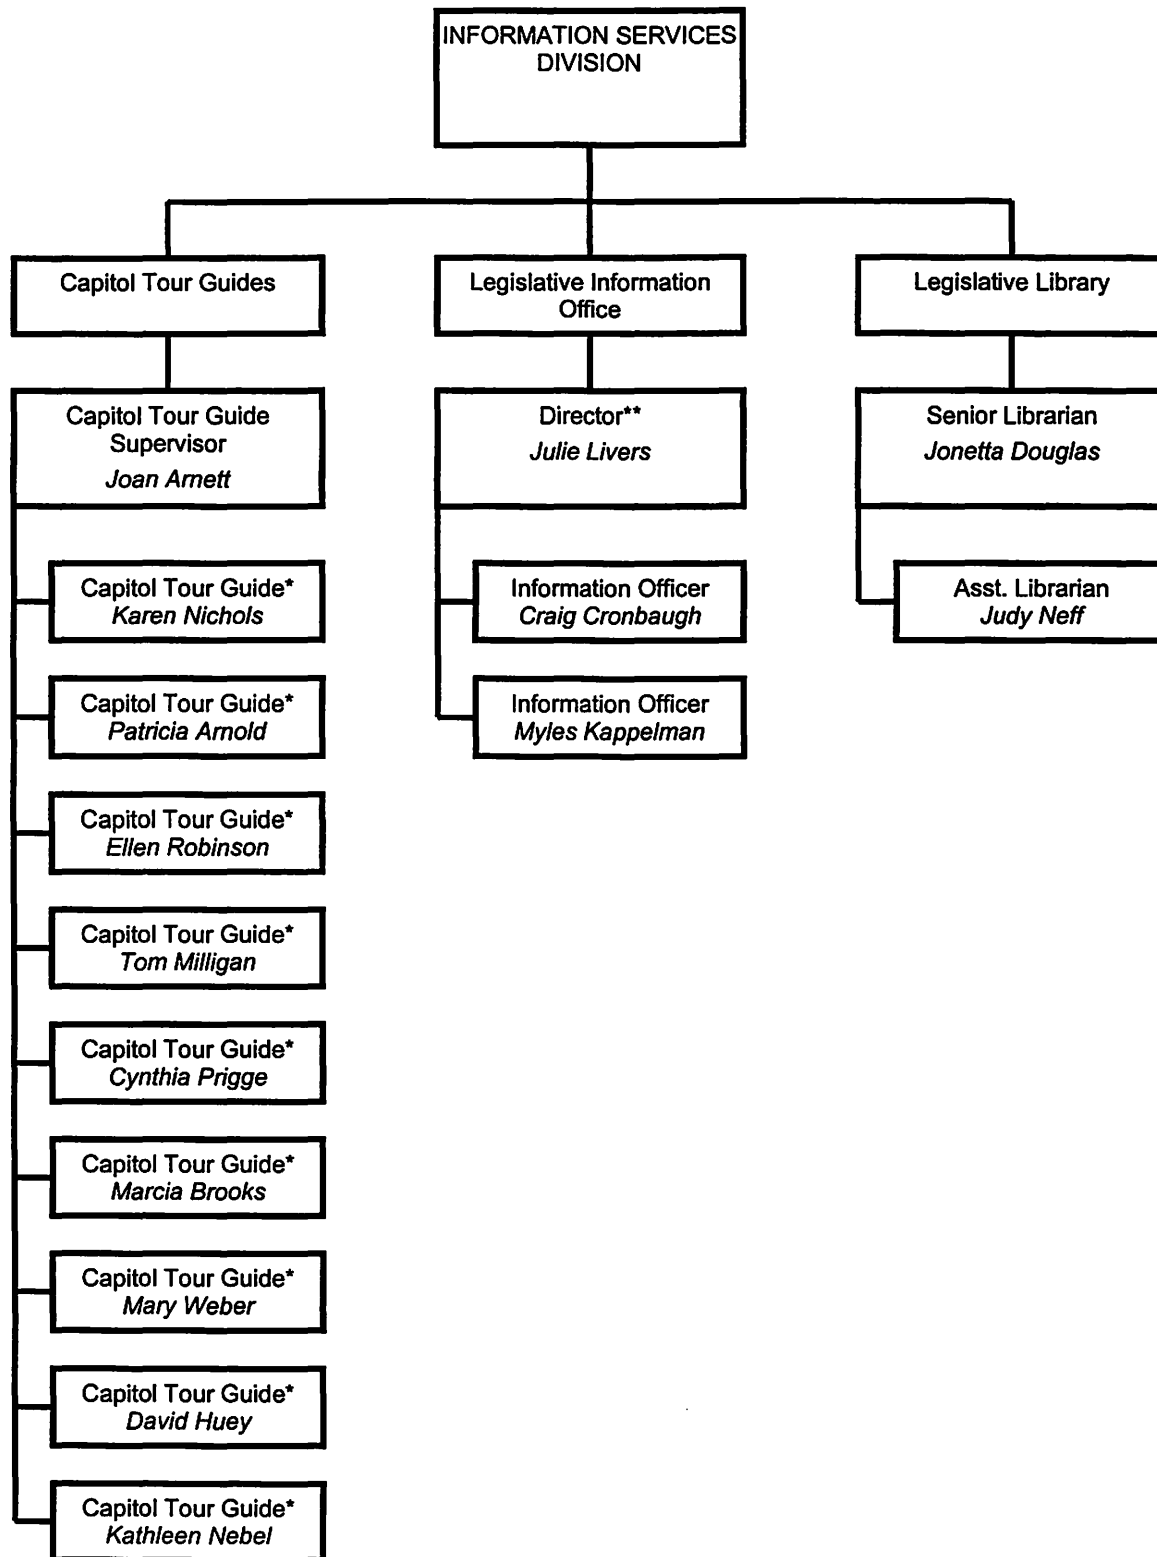 INFORMATION SERVICES
DIVISION
Capitol Tour Guides
Legislative Information
Office
Legislative Library
Capitol Tour Guide
Supervisor
Joan Arnett
Director**
Julie Livers
Senior Librarian
Jonetta Douglas
Capitol Tour Guide*
Karen Nichols
Information Officer
Craig Cronbaugh
Asst. Librarian
Judy Neff
Capitol Tour Guide*
Patricia Arnold
Information Officer
Myles Kappelman
Capitol Tour Guide*
Ellen Robinson
Capitol Tour Guide*
Tom Milligan
Capitol Tour Guide*
Cynthia Prigge
Capitol Tour Guide*
Marcia Brooks
Capitol Tour Guide*
Mary Weber
Capitol Tour Guide*
David Huey
Capitol Tour Guide*
Kathleen Nebel